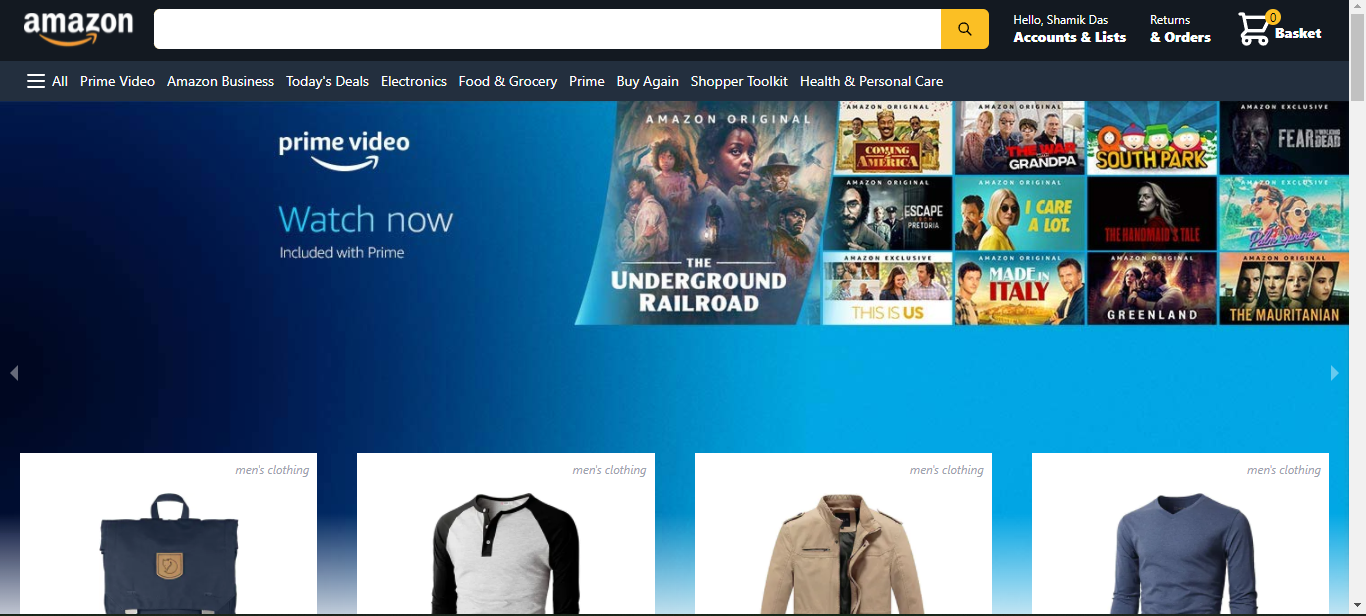 amazon
Hello, Shamik Das
Accounts & Lists
Returns
& Orders
0
Basket
All Prime Video Amazon Business Today's Deals Electronics Food & Grocery Prime Buy Again Shopper Toolkit Health & Personal Care
prime video
Watch now
Included with Prime
AMAZON ORIGINAL
THE
UNDERGROUND
RAILROAD
AMAZON ORIGINAL
COMING
AMERICA
AMAZON ORIGINAL
THE WAR
GRANDPA
SOUTH PARK
AMAZON EXCLUSIVE
FEAR THE WALKING
DEAD
AMAZON ORIGINAL
ESCAPE
FROM
PRETORIA
AMAZON ORIGINAL
I CARE
A LOT.
THE HANDMAID'S TALE
AMAZON EXCLUSIVE
Palm Springs
AMAZON EXCLUSIVE
THIS IS US
AMAZON ORIGINAL
MADE IN
ITALY
AMAZON ORIGINAL
GREENLAND
AMAZON ORIGINAL
THE MAURITANIAN
men's clothing
men's clothing
men's clothing
men's clothing